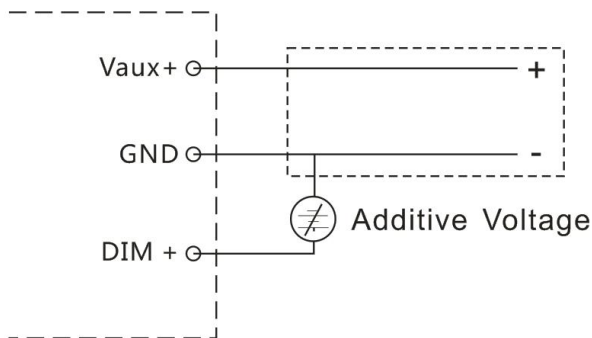 Vaux+
+
GND
-
Additive Voltage
DIM +